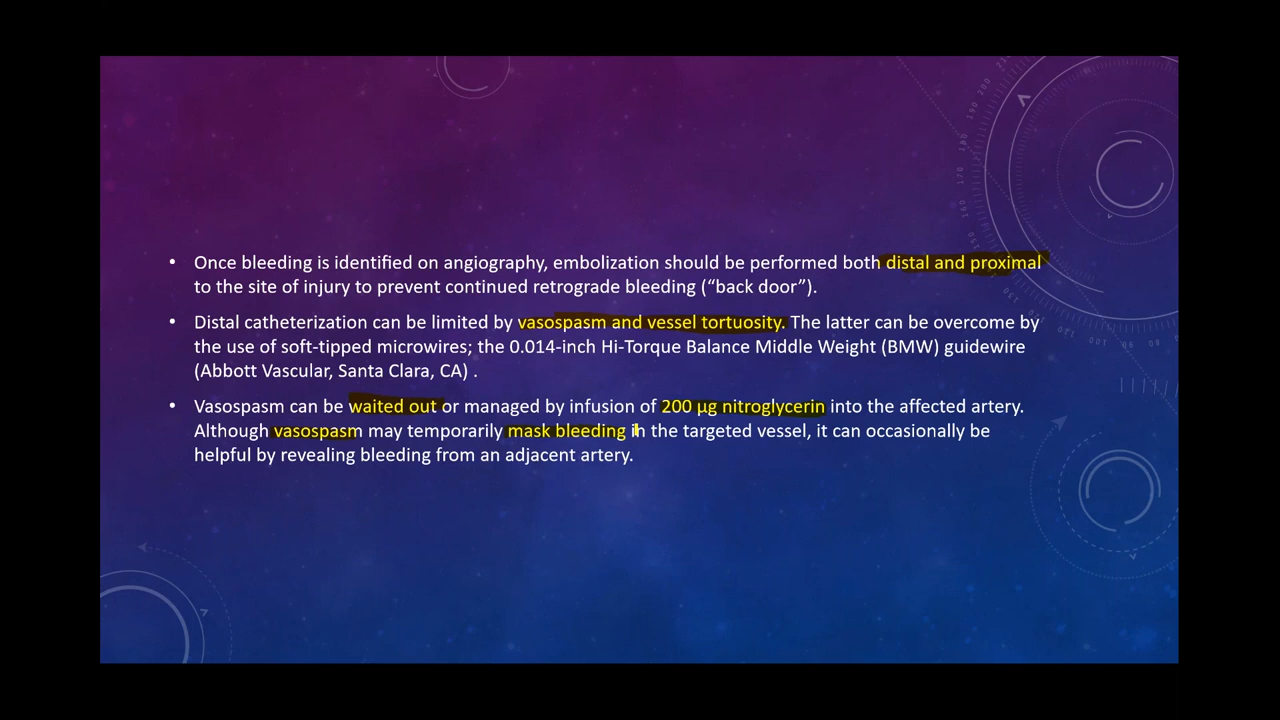 • Once bleeding is identified on angiography, embolization should be performed both distal and proximal
to the site of injury to prevent continued retrograde bleeding (“back door”).
• Distal catheterization can be limited by vasospasm and vessel tortuosity. The latter can be overcome by
the use of soft-tipped microwires; the 0.014-inch Hi-Torque Balance Middle Weight (BMW) guidewire
(Abbott Vascular, Santa Clara, CA) .
• Vasospasm can be waited out or managed by infusion of 200 µg nitroglycerin into the affected artery.
Although vasospasm may temporarily mask bleeding in the targeted vessel, it can occasionally be
helpful by revealing bleeding from an adjacent artery.